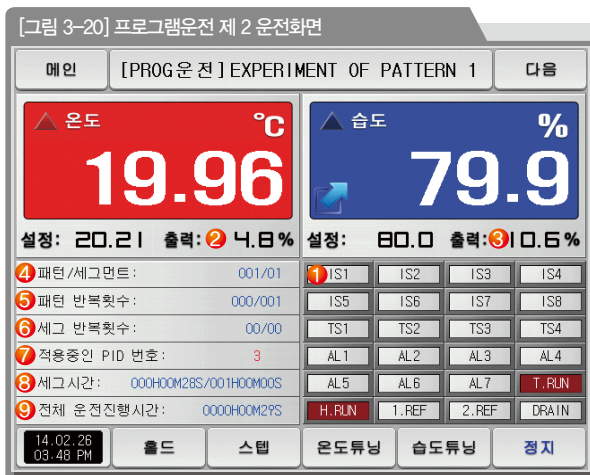 [그림 3-20] 프로그램운전 제 2 운전화면
메인 [PROG운전]EXPERIMENT OF PATTERN 1 다음
온도 ℃ 습도 %
19.96 79.9
설정: 20.21 출력: 2 4.8% 설정: 80.0 출력: 3 10.6%
4 패턴/세그먼트: 001/01 1 IS1 IS2 IS3 IS4
5 패턴 반복횟수: 000/001 IS5 IS6 IS7 IS8
6 세그 반복횟수: 00/00 TS1 TS2 TS3 TS4
7 적용중인 PID 번호: 3 AL1 AL2 AL3 AL4
8 세그시간: 000H00M28S/001H00M00S AL5 AL6 AL7 T.RUN
9 전체 운전진행시간: 0000H00M29S H.RUN 1.REF 2.REF DRAIN
14.02.26 홀드 스텝 온도튜닝 습도튜닝 정지
03:48 PM